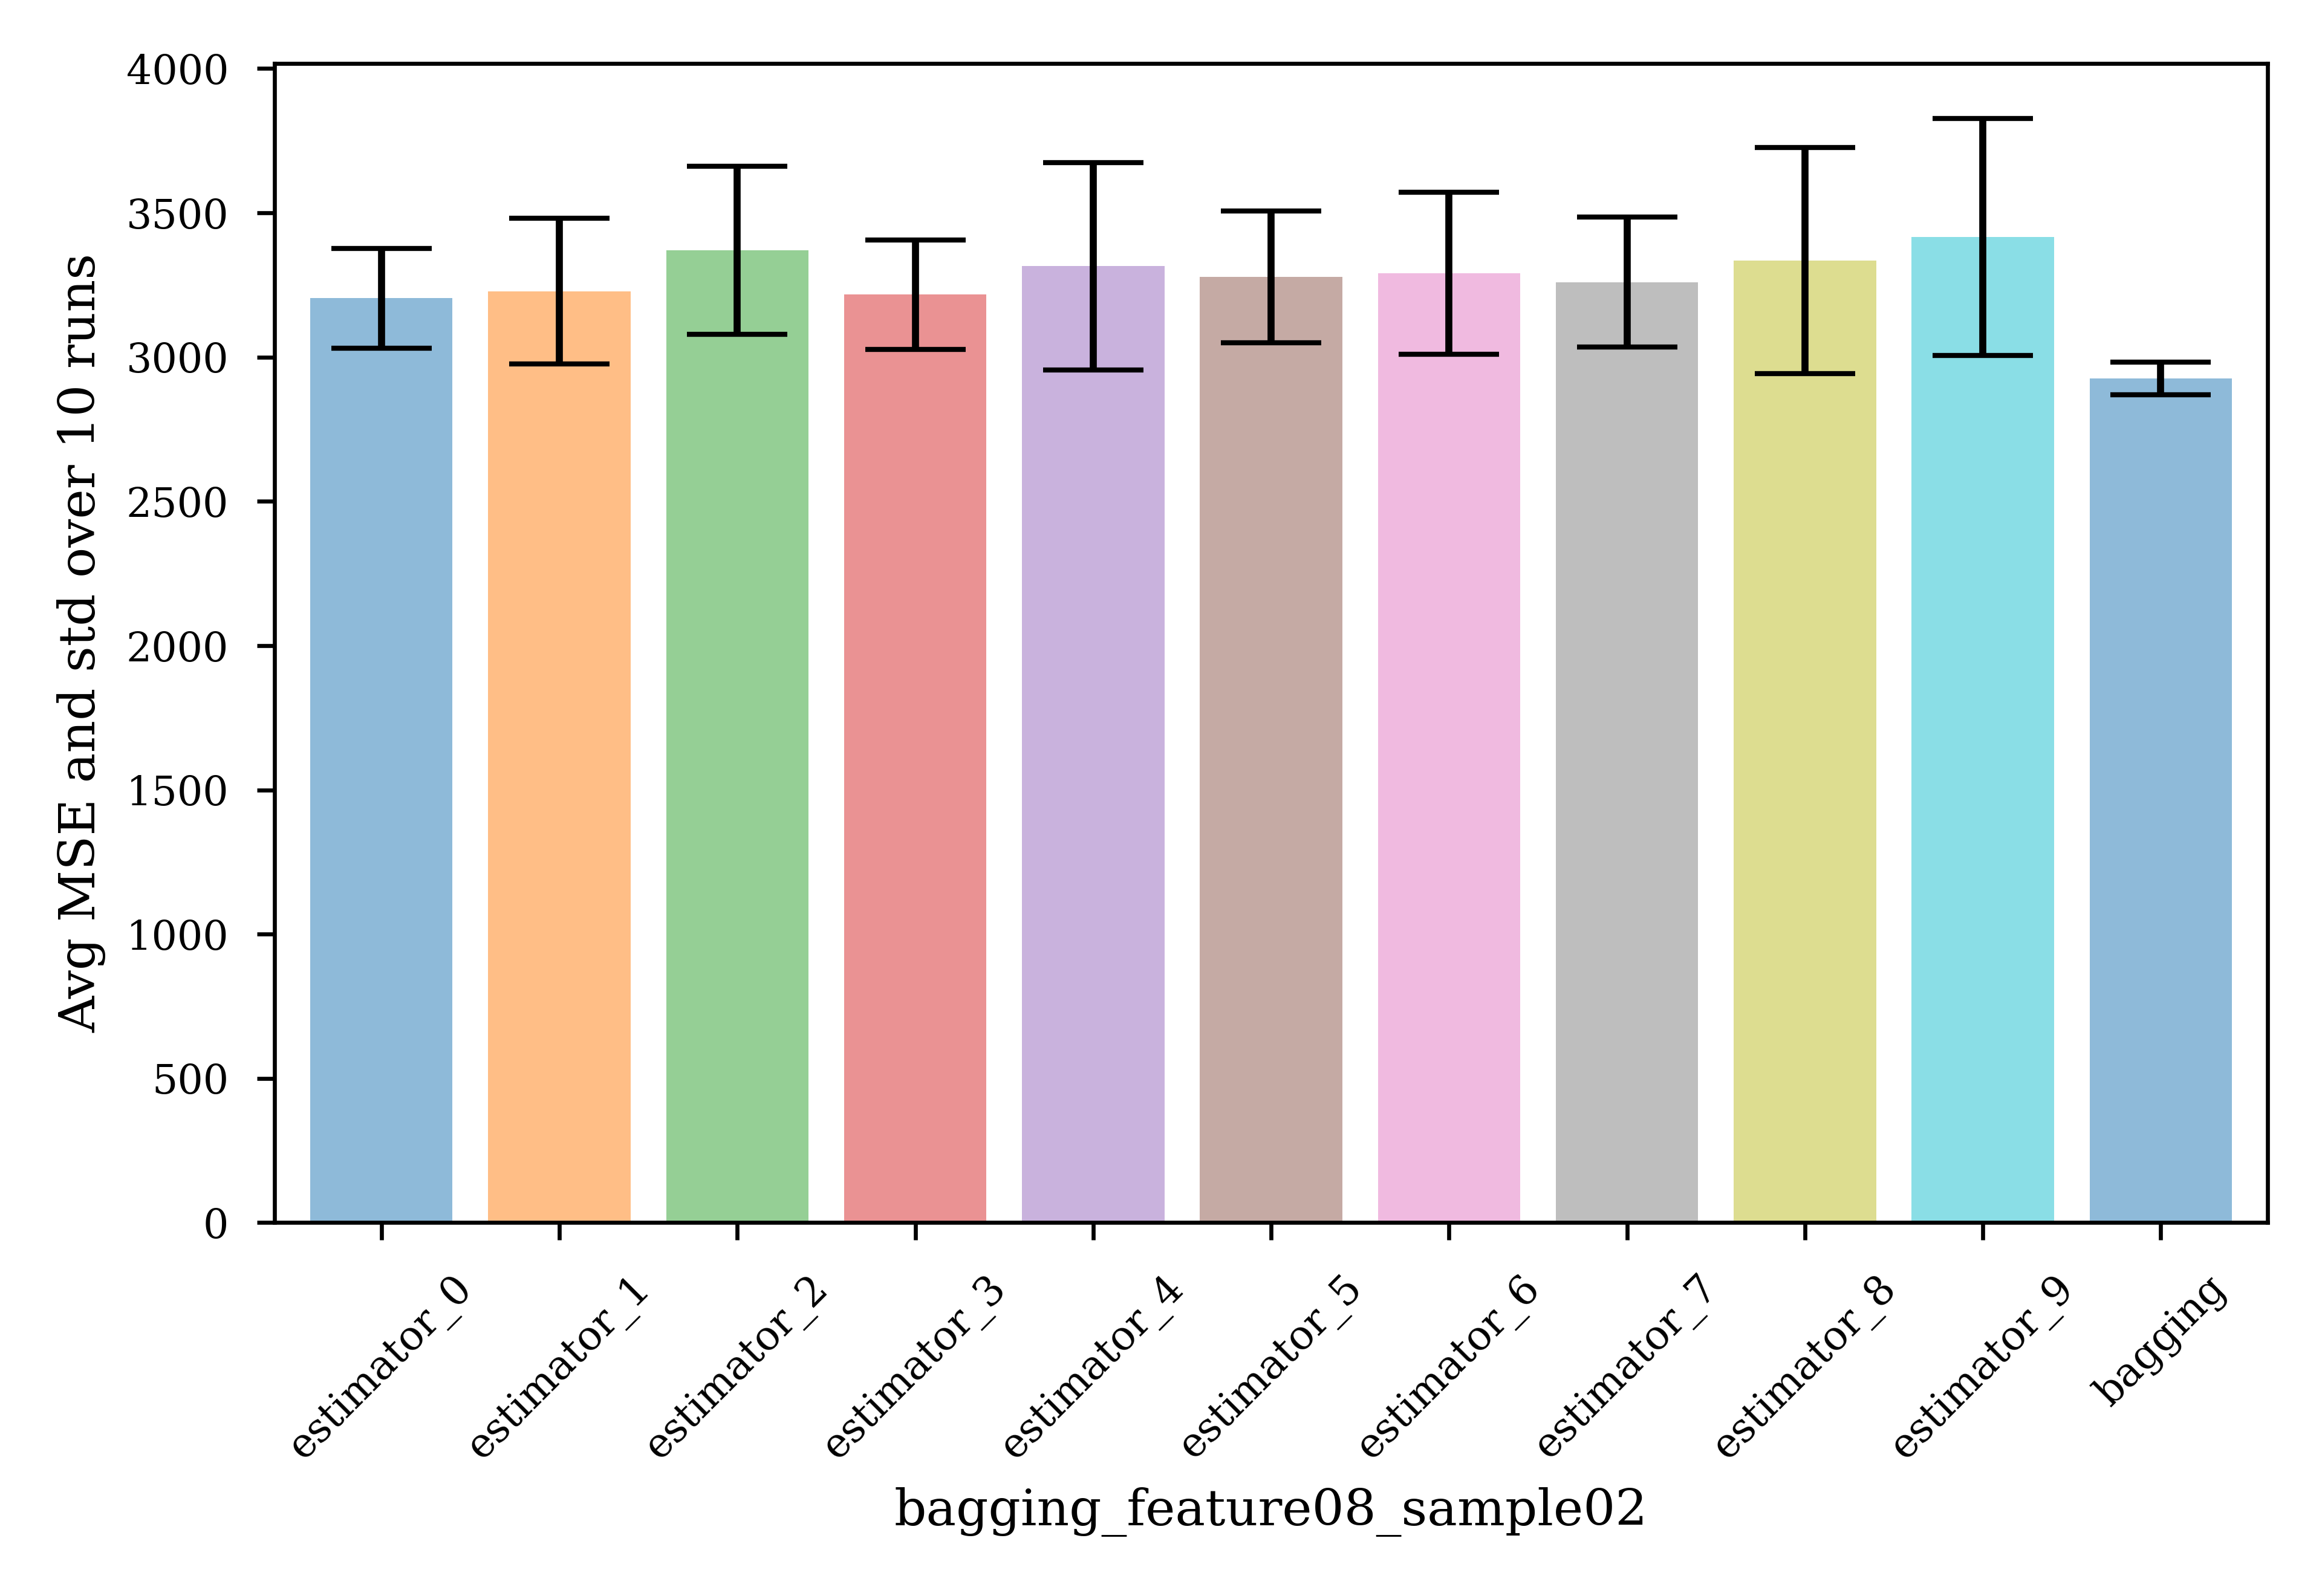 Avg MSE and std over 10 runs
4000
3500
3000
2500
2000
1500
1000
500
0
estimator_0
estimator_1
estimator_2
estimator_3
estimator_4
estimator_5
estimator_6
estimator_7
estimator_8
estimator_9
bagging
bagging_feature08_sample02